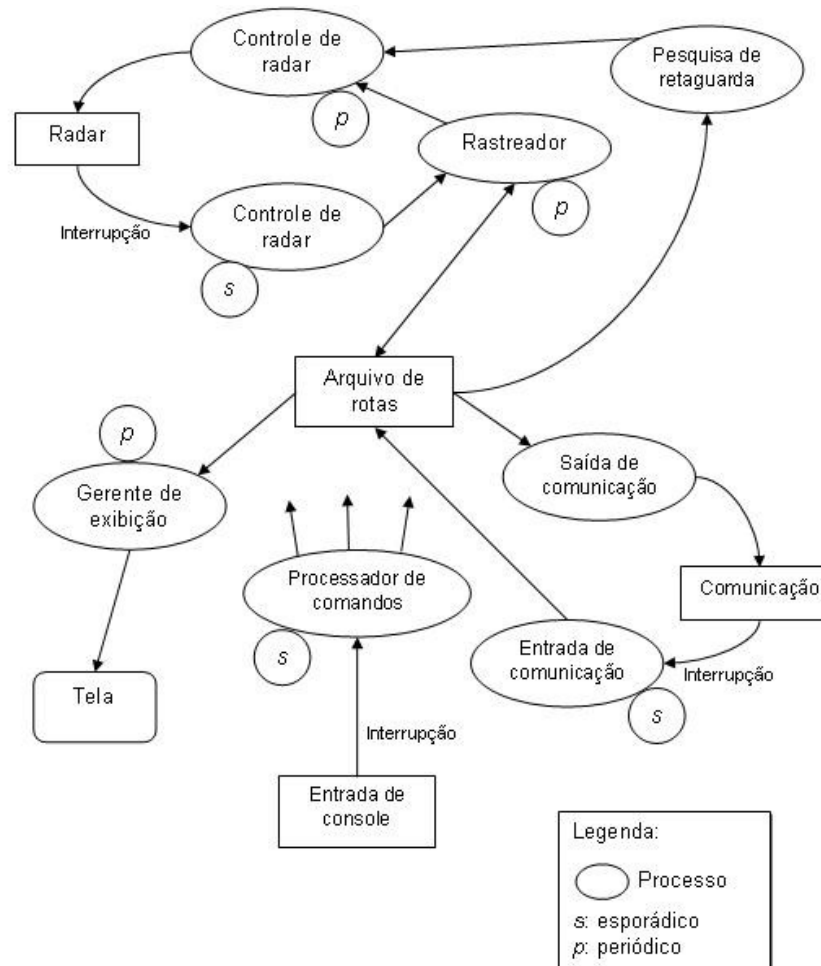 Controle de
radar
p
Pesquisa de
retaguarda
Radar
Rastreador
p
Interrupção
Controle de
radar
s
Arquivo de
rotas
p
Gerente de
exibição
Saída de
comunicação
Processador de
comandos
s
Comunicação
Entrada de
comunicação
Interrupção
s
Tela
Interrupção
Entrada de
console
Legenda:
Processo
s: esporádico
p: periódico